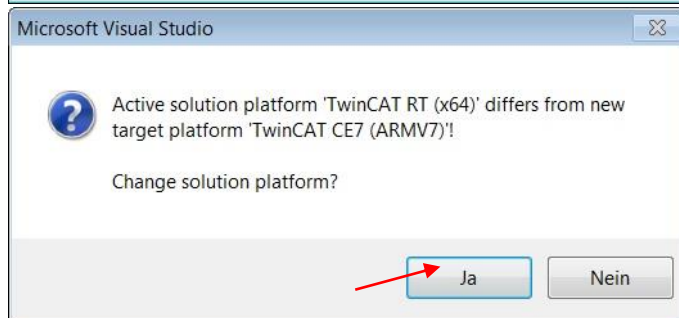 Microsoft Visual Studio
Active solution platform 'TwinCAT RT (x64)' differs from new
target platform 'TwinCAT CE7 (ARMV7)'!
Change solution platform?
Ja
Nein